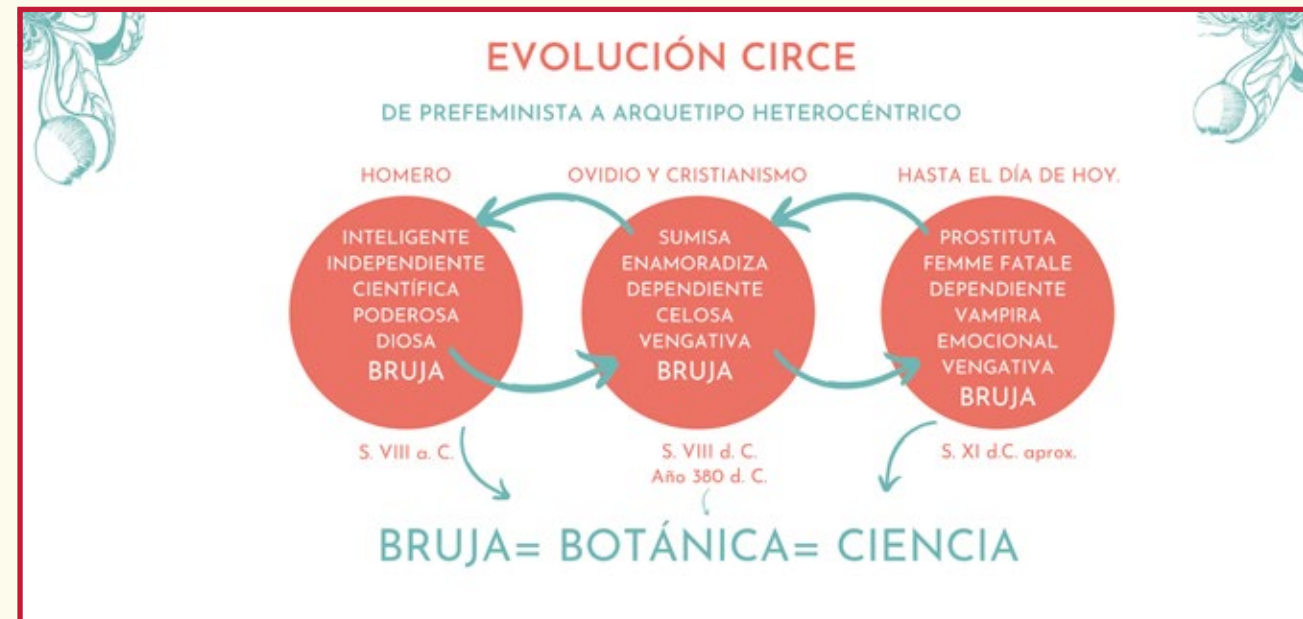 EVOLUCIÓN CIRCE
DE PREFEMINISTA A ARQUETIPO HETEROCÉNTRICO
HOMERO
INTELIGENTE
INDEPENDIENTE
CIENTÍFICA
PODEROSA
DIOSA
BRUJA
S. VIII a. C.
OVIDIO Y CRISTIANISMO
SUMISA
ENAMORADIZA
DEPENDIENTE
CELOSA
VENGATIVA
BRUJA
S. VIII d. C.
Año 380 d. C.
HASTA EL DÍA DE HOY.
PROSTITUTA
FEMME FATALE
DEPENDIENTE
VAMPIRA
EMOCIONAL
VENGATIVA
BRUJA
S. XI d.C. aprox.
BRUJA= BOTÁNICA= CIENCIA